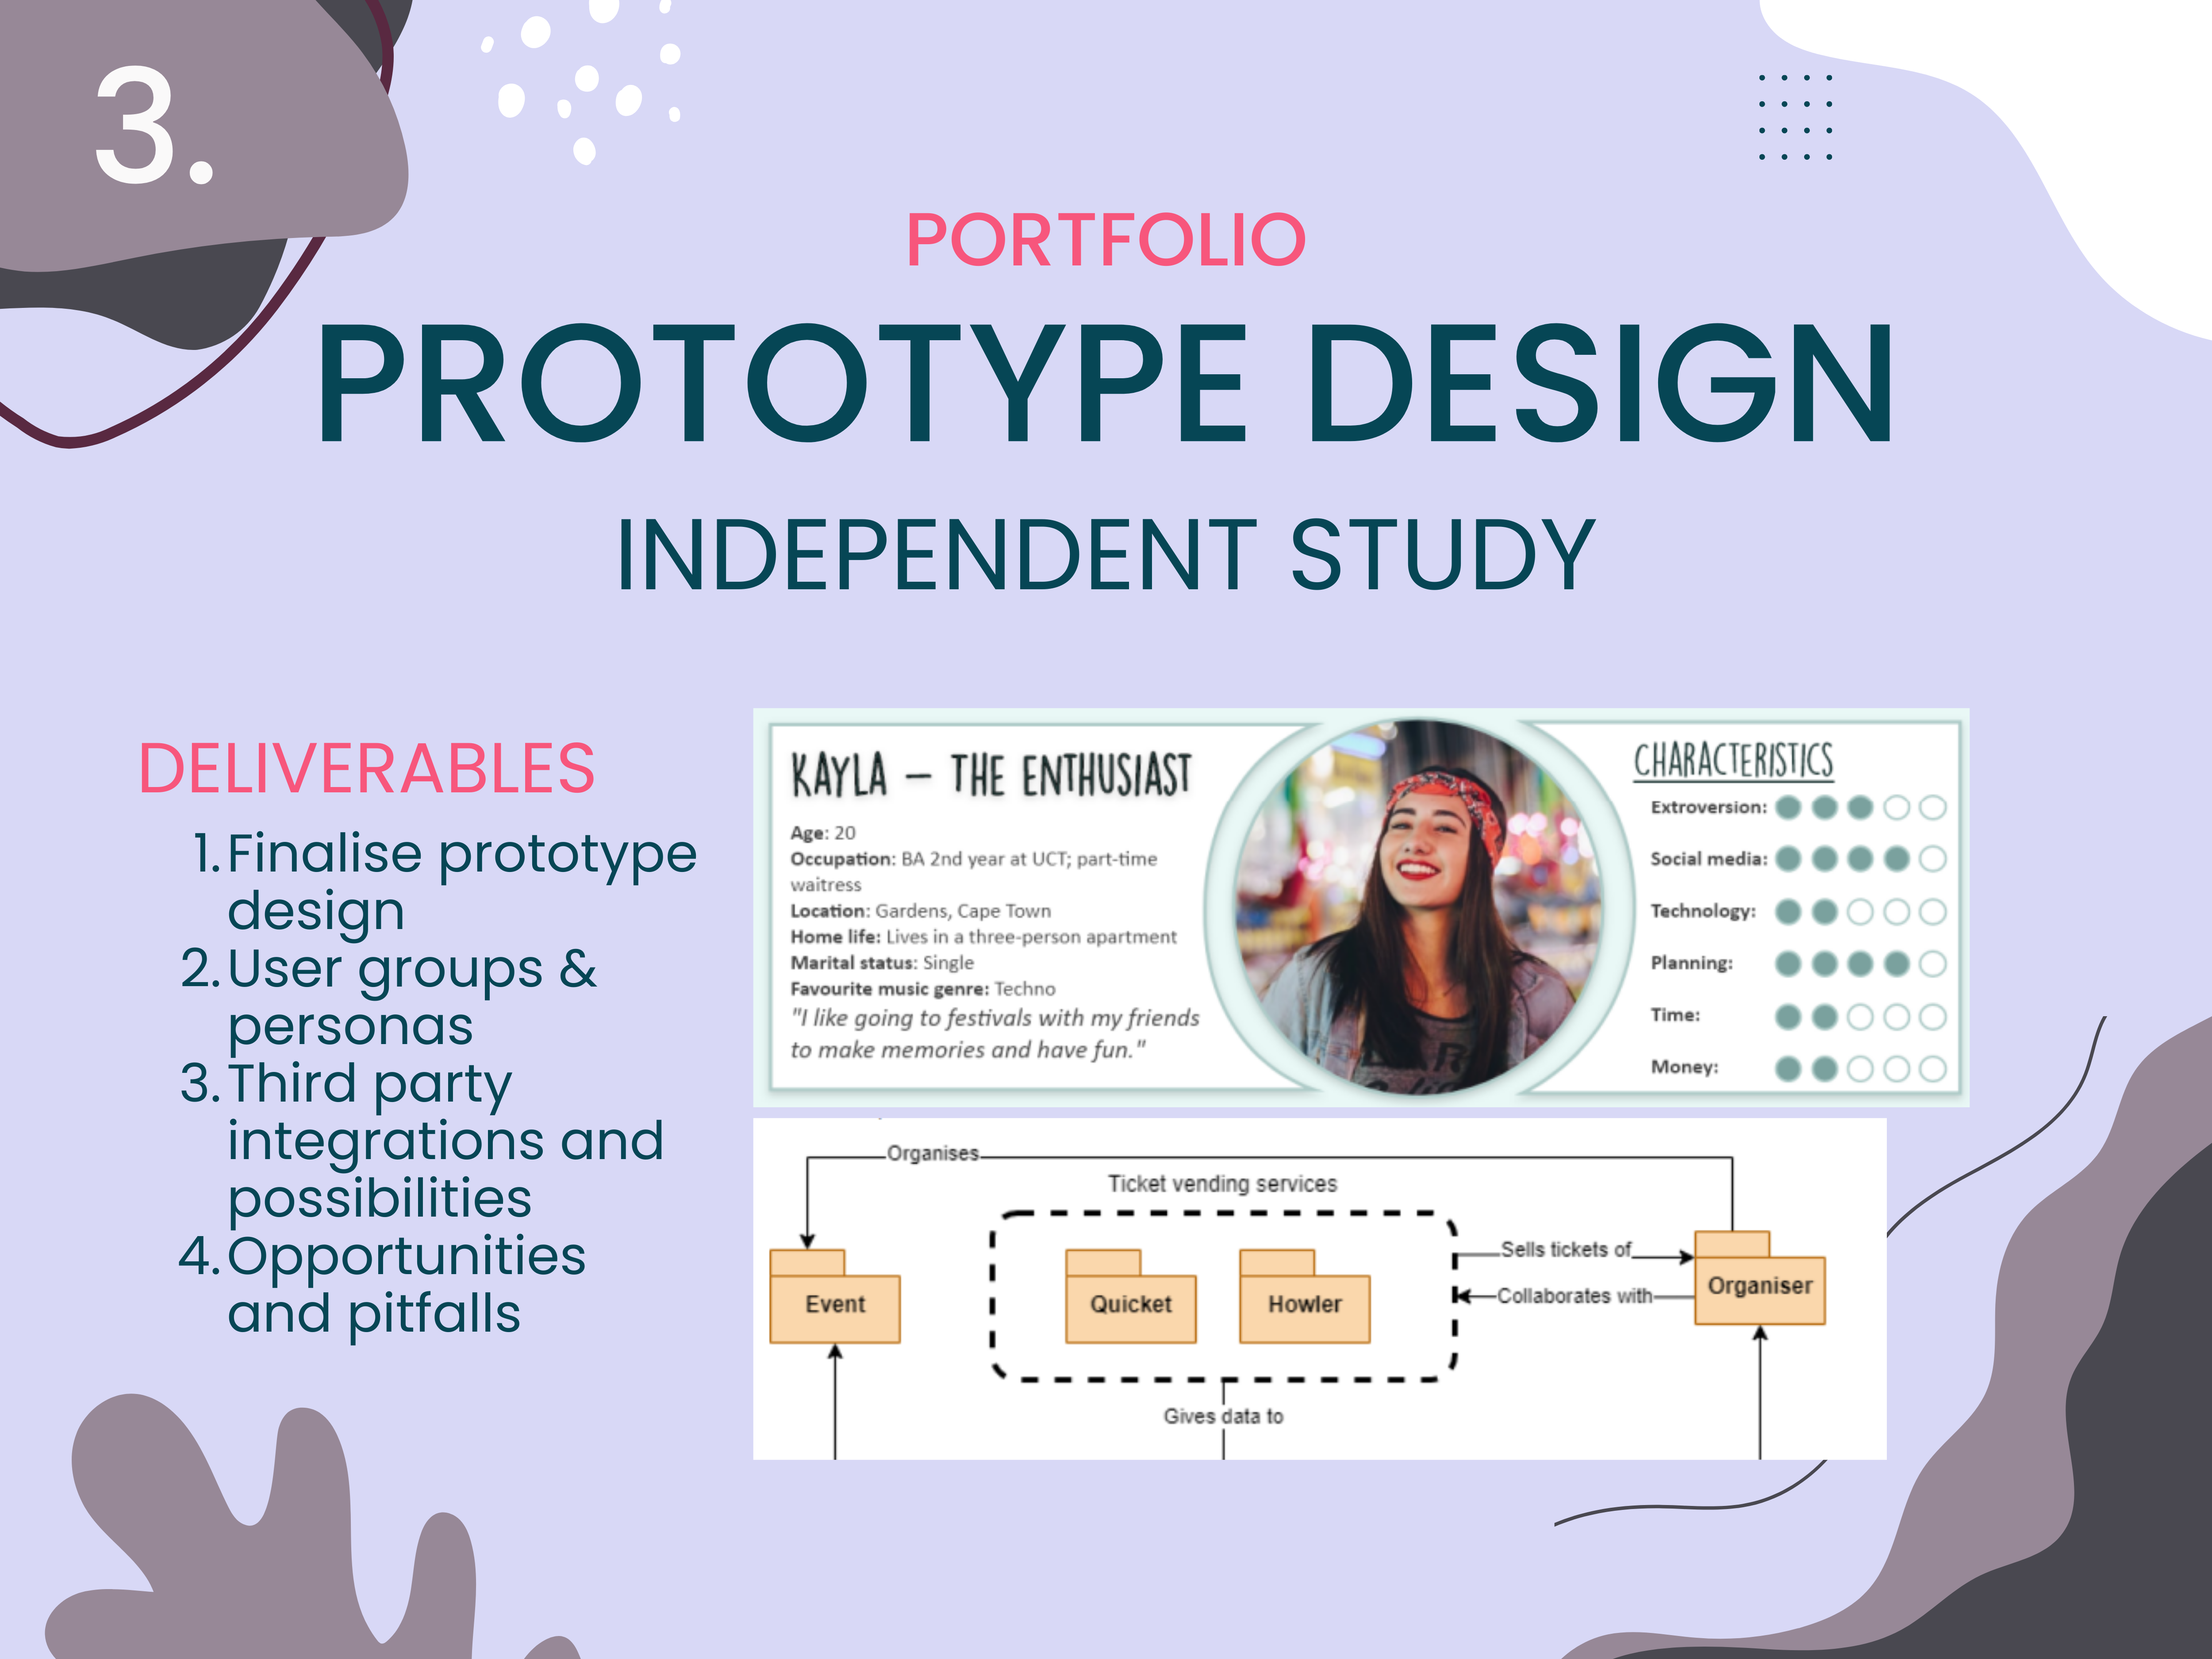 3.
PORTFOLIO
PROTOTYPE DESIGN
INDEPENDENT STUDY
DELIVERABLES
1. Finalise prototype
design
2. User groups &
personas
3. Third party
integrations and
possibilities
4. Opportunities
and pitfalls
KAYLA – THE ENTHUSIAST
Age: 20
Occupation: BA 2nd year at UCT; part-time
waitress
Location: Gardens, Cape Town
Home life: Lives in a three-person apartment
Marital status: Single
Favourite music genre: Techno
"I like going to festivals with my friends
to make memories and have fun."
CHARACTERISTICS
Extroversion:
Social media:
Technology:
Planning:
Time:
Money:
Organises
Ticket vending services
Event
Quicket
Howler
Sells tickets of
Collaborates with
Organiser
Gives data to